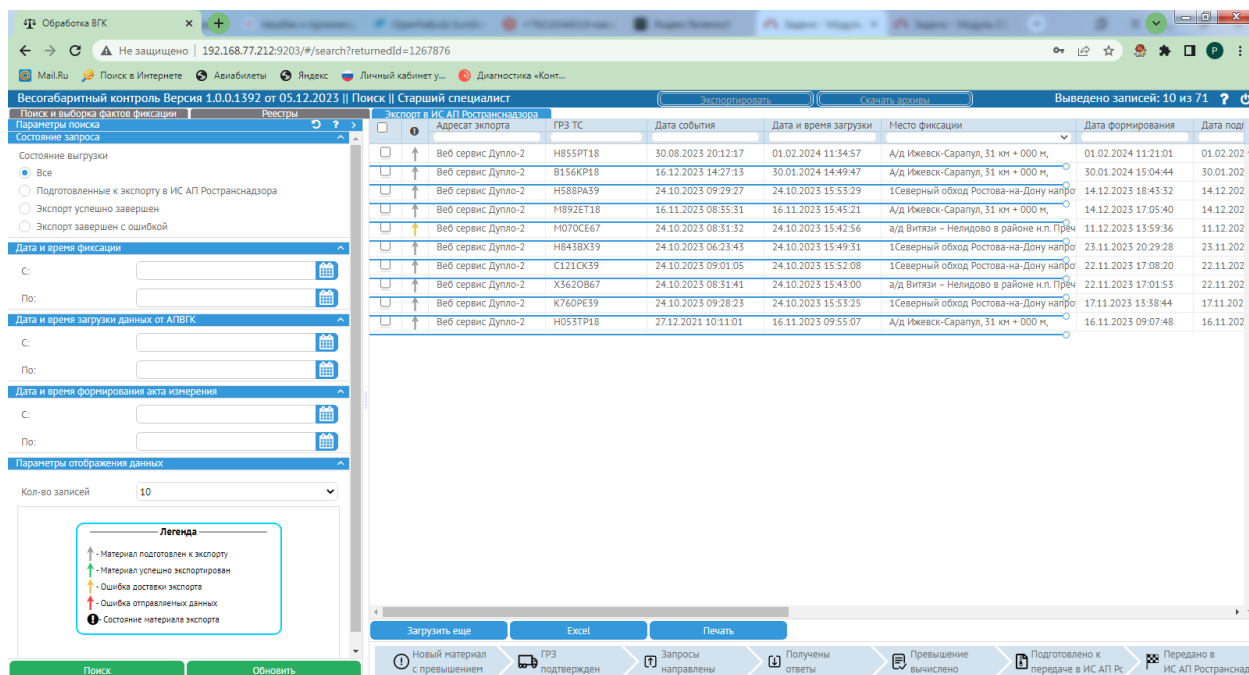 Обработка ВГК
Не защищено 192.168.77.212:9203/#/search?returnedId=1267876
Mail.Ru Поиск в Интернете Авиабилеты Яндекс Личный кабинет у... Диагностика «Конт...
Весогабаритный контроль Версия 1.0.0.1392 от 05.12.2023 || Поиск || Старший специалист Экспортировать Скачать архивы Выведено записей: 10 из 71 ?
Поиск и выборка фактов фиксации Реестры Экспорт в ИС АП Ространснадзора
Параметры поиска ?
Состояние запроса
Состояние выгрузки
Все
Подготовленные к экспорту в ИС АП Ространснадзора
Экспорт успешно завершен
Экспорт завершен с ошибкой
Дата и время фиксации
С:
По:
Дата и время загрузки данных от АПВГК
С:
По:
Дата и время формирования акта измерения
С:
По:
Параметры отображения данных
Кол-во записей 10
Легенда
- Материал подготовлен к экспорту
- Материал успешно экспортирован
- Ошибка доставки экспорта
- Ошибка отправляемых данных
- Состояние материала экспорта
Поиск Обновить
Адресат экпорта ГРЗ ТС Дата события Дата и время загрузки Место фиксации Дата формирования Дата подг
Веб сервис Дупло-2 Н855РТ18 30.08.2023 20:12:17 01.02.2024 11:34:57 А/д Ижевск-Сарапул, 31 км + 000 м, 01.02.2024 11:21:01 01.02.202
Веб сервис Дупло-2 В156КР18 16.12.2023 14:27:13 30.01.2024 14:49:47 А/д Ижевск-Сарапул, 31 км + 000 м, 30.01.2024 15:04:44 30.01.202
Веб сервис Дупло-2 Н588РА39 24.10.2023 09:29:27 24.10.2023 15:53:29 1Северный обход Ростова-на-Дону напро 14.12.2023 18:43:32 14.12.202
Веб сервис Дупло-2 М892ЕТ18 16.11.2023 08:35:31 16.11.2023 15:45:21 А/д Ижевск-Сарапул, 31 км + 000 м, 14.12.2023 17:05:40 14.12.202
Веб сервис Дупло-2 М070СЕ67 24.10.2023 08:31:32 24.10.2023 15:42:56 а/д Витязи – Нелидово в районе н.п. Преч 11.12.2023 13:59:36 11.12.202
Веб сервис Дупло-2 Н843ВХ39 24.10.2023 06:23:43 24.10.2023 15:49:31 1Северный обход Ростова-на-Дону напро 23.11.2023 20:29:28 23.11.202
Веб сервис Дупло-2 С121СК39 24.10.2023 09:01:05 24.10.2023 15:52:08 1Северный обход Ростова-на-Дону напро 22.11.2023 17:08:20 22.11.202
Веб сервис Дупло-2 Х362ОВ67 24.10.2023 08:31:41 24.10.2023 15:43:00 а/д Витязи – Нелидово в районе н.п. Преч 22.11.2023 17:01:53 22.11.202
Веб сервис Дупло-2 К760РЕ39 24.10.2023 09:28:23 24.10.2023 15:53:25 1Северный обход Ростова-на-Дону напро 17.11.2023 13:38:44 17.11.202
Веб сервис Дупло-2 Н053ТР18 27.12.2021 10:11:01 16.11.2023 09:55:07 А/д Ижевск-Сарапул, 31 км + 000 м, 16.11.2023 09:07:48 16.11.202
Загрузить еще Excel Печать
Новый материал с превышением
ГРЗ подтвержден
Запросы направлены
Получены ответы
Превышение вычислено
Подготовлено к передаче в ИС АП Рс
Передано в ИС АП Ространснад